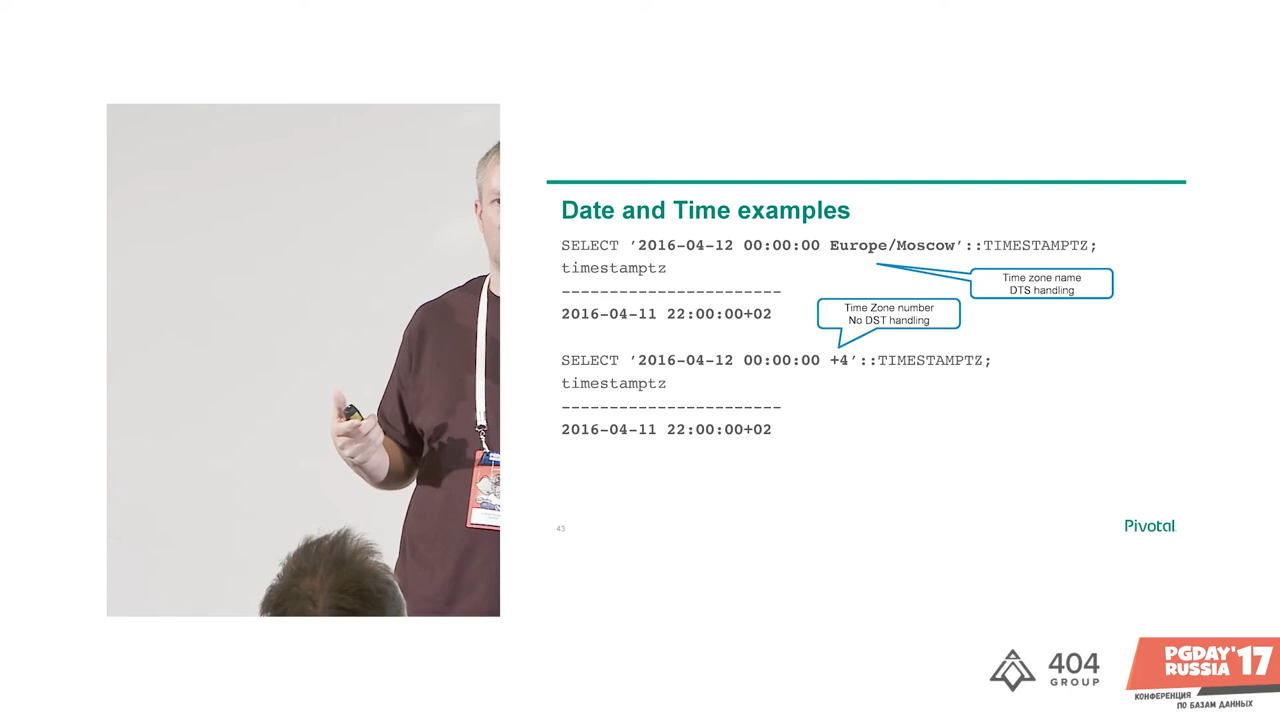 Date and Time examples
SELECT ’2016-04-12 00:00:00 Europe/Moscow’::TIMESTAMPTZ;
timestamptz
-----------------------
2016-04-11 22:00:00+02
Time zone name
DTS handling
Time Zone number
No DST handling
SELECT ’2016-04-12 00:00:00 +4’::TIMESTAMPTZ;
timestamptz
-----------------------
2016-04-11 22:00:00+02
43
Pivotal
404
GROUP
PGDAY'17
RUSSIA
КОНФЕРЕНЦИЯ
ПО БАЗАМ ДАННЫХ